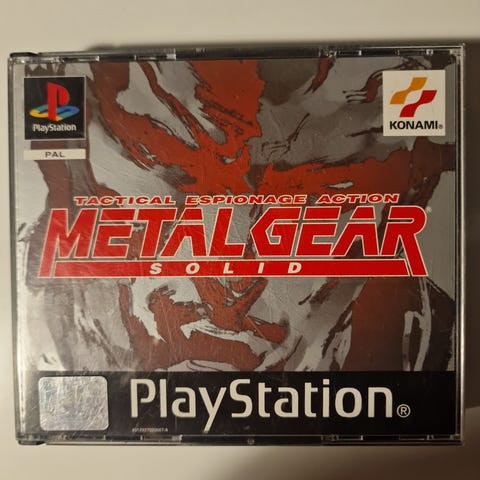 PlayStation
PAL
KONAMI®
TACTICAL ESPIONAGE ACTION
METAL GEAR®
SOLID
PlayStation®